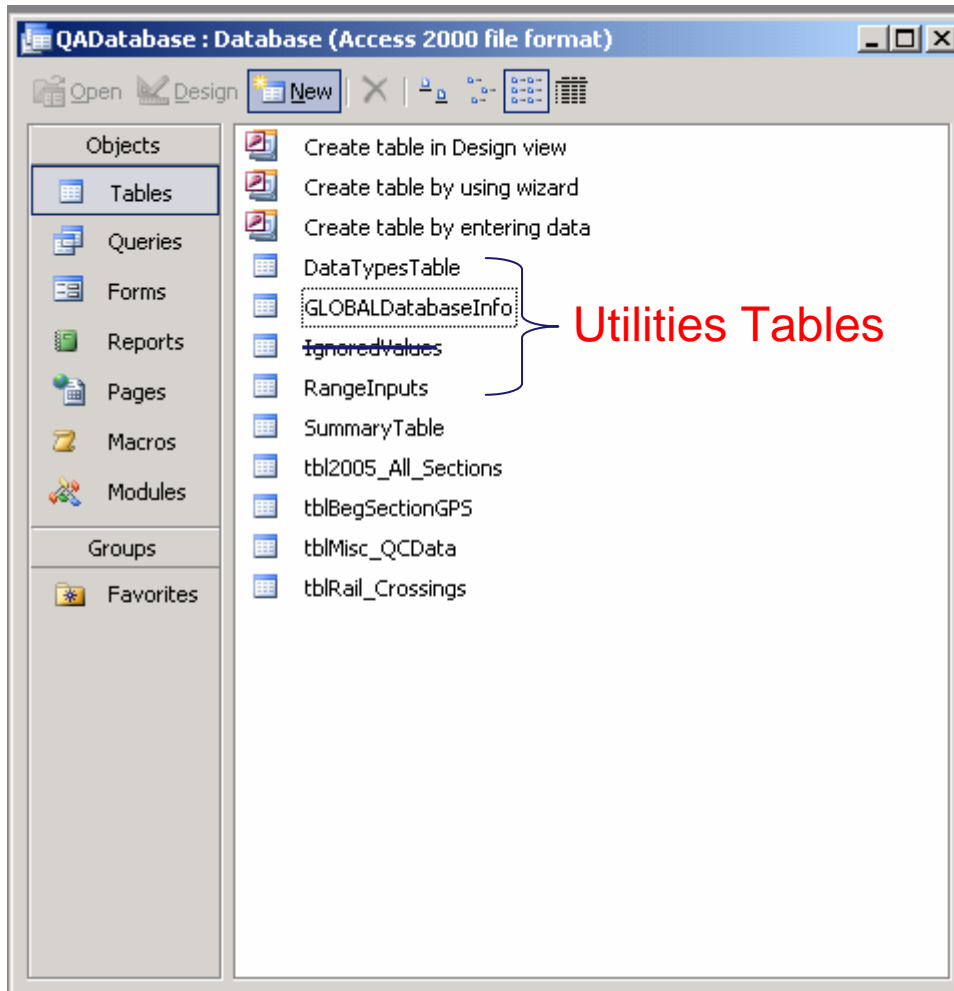 QADatabase : Database (Access 2000 file format)
Open Design New
Objects
Tables
Queries
Forms
Reports
Pages
Macros
Modules
Groups
Favorites
Create table in Design view
Create table by using wizard
Create table by entering data
DataTypesTable
GLOBALDatabaseInfo
IgnoredValues
RangeInputs
SummaryTable
tbl2005_All_Sections
tblBegSectionGPS
tblMisc_QCData
tblRail_Crossings
Utilities Tables